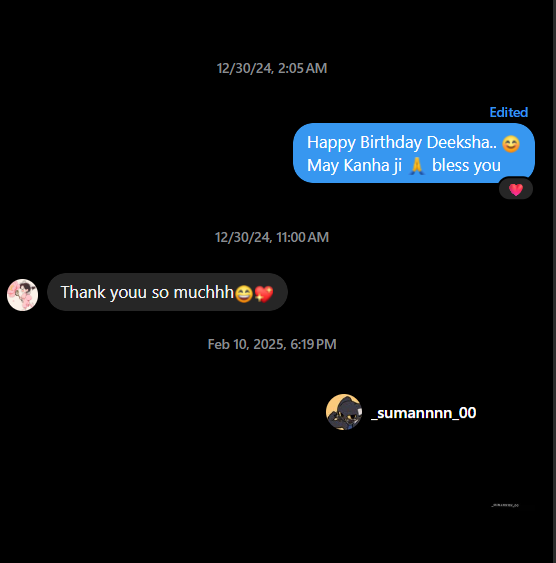 12/30/24, 2:05 AM
Edited
Happy Birthday Deeksha.. 😊
May Kanha ji 🙏 bless you
12/30/24, 11:00 AM
Thank youu so muchhh😅💖
Feb 10, 2025, 6:19 PM
_sumannnn_00